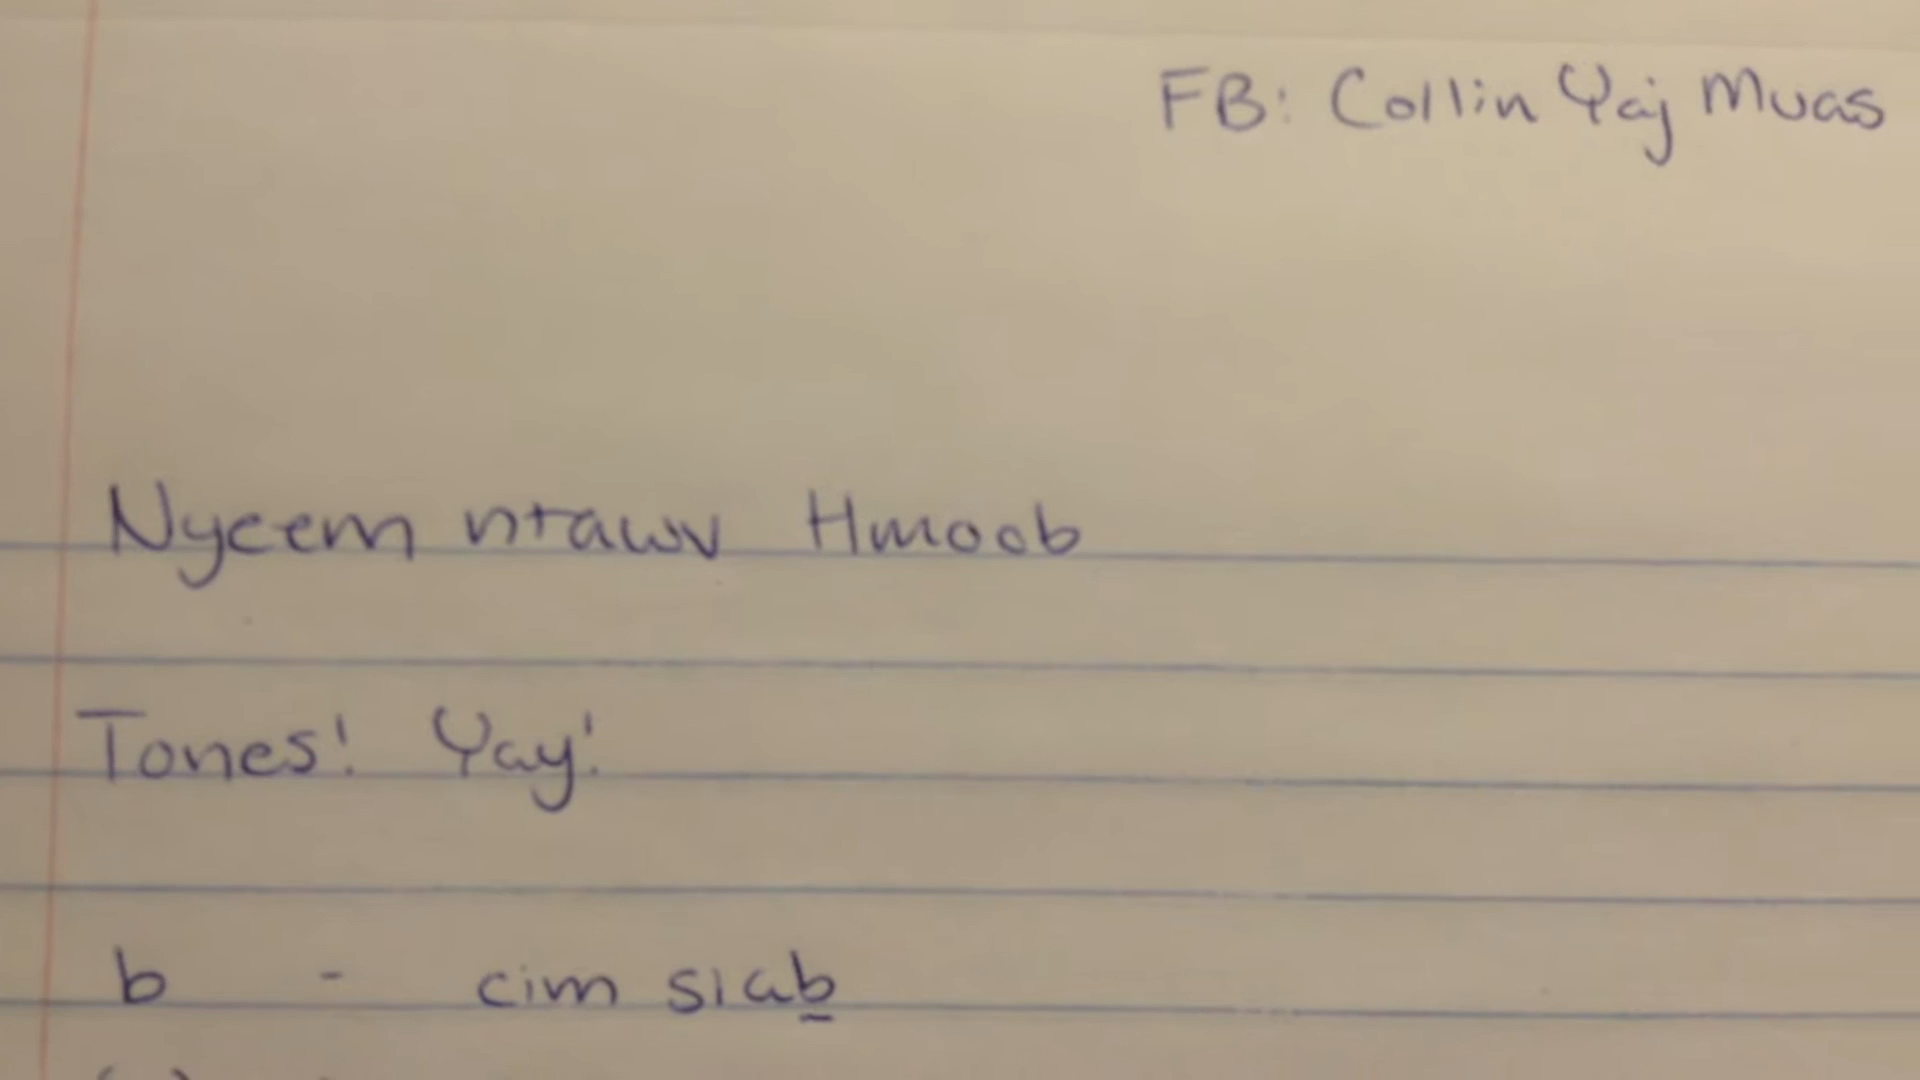 FB: Collin Yaj Muas
Nyeem ntawv Hmoob
Tones! Yay!
b - cim siab